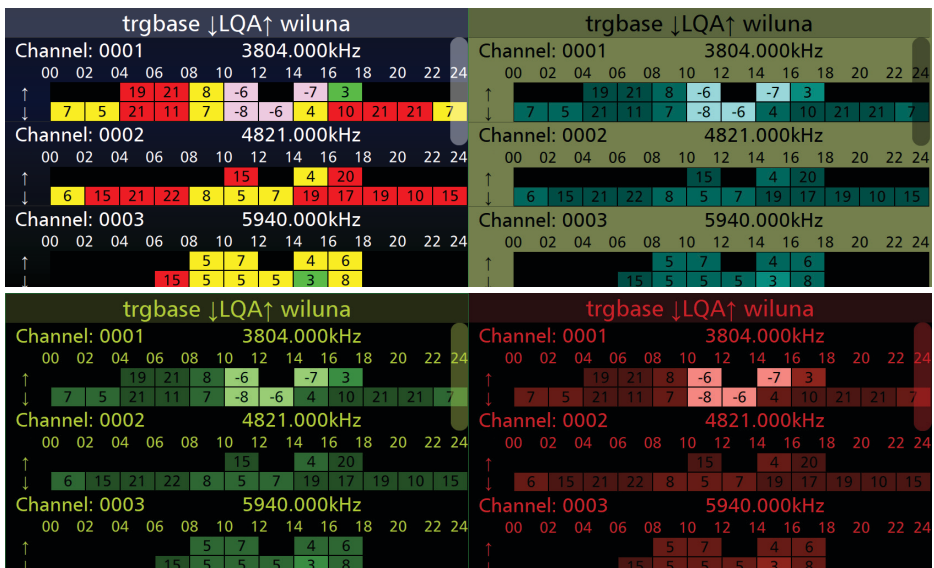 trgbase ↓LQA↑ wiluna
Channel: 0001 3804.000kHz
00 02 04 06 08 10 12 14 16 18 20 22 24
↑ 19 21 8 -6 -7 3
↓ 7 5 21 11 7 -8 -6 4 10 21 21 7
Channel: 0002 4821.000kHz
00 02 04 06 08 10 12 14 16 18 20 22 24
↑ 15 4 20
↓ 6 15 21 22 8 5 7 19 17 19 10 15
Channel: 0003 5940.000kHz
00 02 04 06 08 10 12 14 16 18 20 22 24
↑ 5 7 4 6
↓ 15 5 5 5 3 8
trgbase ↓LQA↑ wiluna
Channel: 0001 3804.000kHz
00 02 04 06 08 10 12 14 16 18 20 22 24
↑ 19 21 8 -6 -7 3
↓ 7 5 21 11 7 -8 -6 4 10 21 21 7
Channel: 0002 4821.000kHz
00 02 04 06 08 10 12 14 16 18 20 22 24
↑ 15 4 20
↓ 6 15 21 22 8 5 7 19 17 19 10 15
Channel: 0003 5940.000kHz
00 02 04 06 08 10 12 14 16 18 20 22 24
↑ 5 7 4 6
↓ 15 5 5 5 3 8
trgbase ↓LQA↑ wiluna
Channel: 0001 3804.000kHz
00 02 04 06 08 10 12 14 16 18 20 22 24
↑ 19 21 8 -6 -7 3
↓ 7 5 21 11 7 -8 -6 4 10 21 21 7
Channel: 0002 4821.000kHz
00 02 04 06 08 10 12 14 16 18 20 22 24
↑ 15 4 20
↓ 6 15 21 22 8 5 7 19 17 19 10 15
Channel: 0003 5940.000kHz
00 02 04 06 08 10 12 14 16 18 20 22 24
↑ 5 7 4 6
↓ 15 5 5 5 3 8
trgbase ↓LQA↑ wiluna
Channel: 0001 3804.000kHz
00 02 04 06 08 10 12 14 16 18 20 22 24
↑ 19 21 8 -6 -7 3
↓ 7 5 21 11 7 -8 -6 4 10 21 21 7
Channel: 0002 4821.000kHz
00 02 04 06 08 10 12 14 16 18 20 22 24
↑ 15 4 20
↓ 6 15 21 22 8 5 7 19 17 19 10 15
Channel: 0003 5940.000kHz
00 02 04 06 08 10 12 14 16 18 20 22 24
↑ 5 7 4 6
↓ 15 5 5 5 3 8